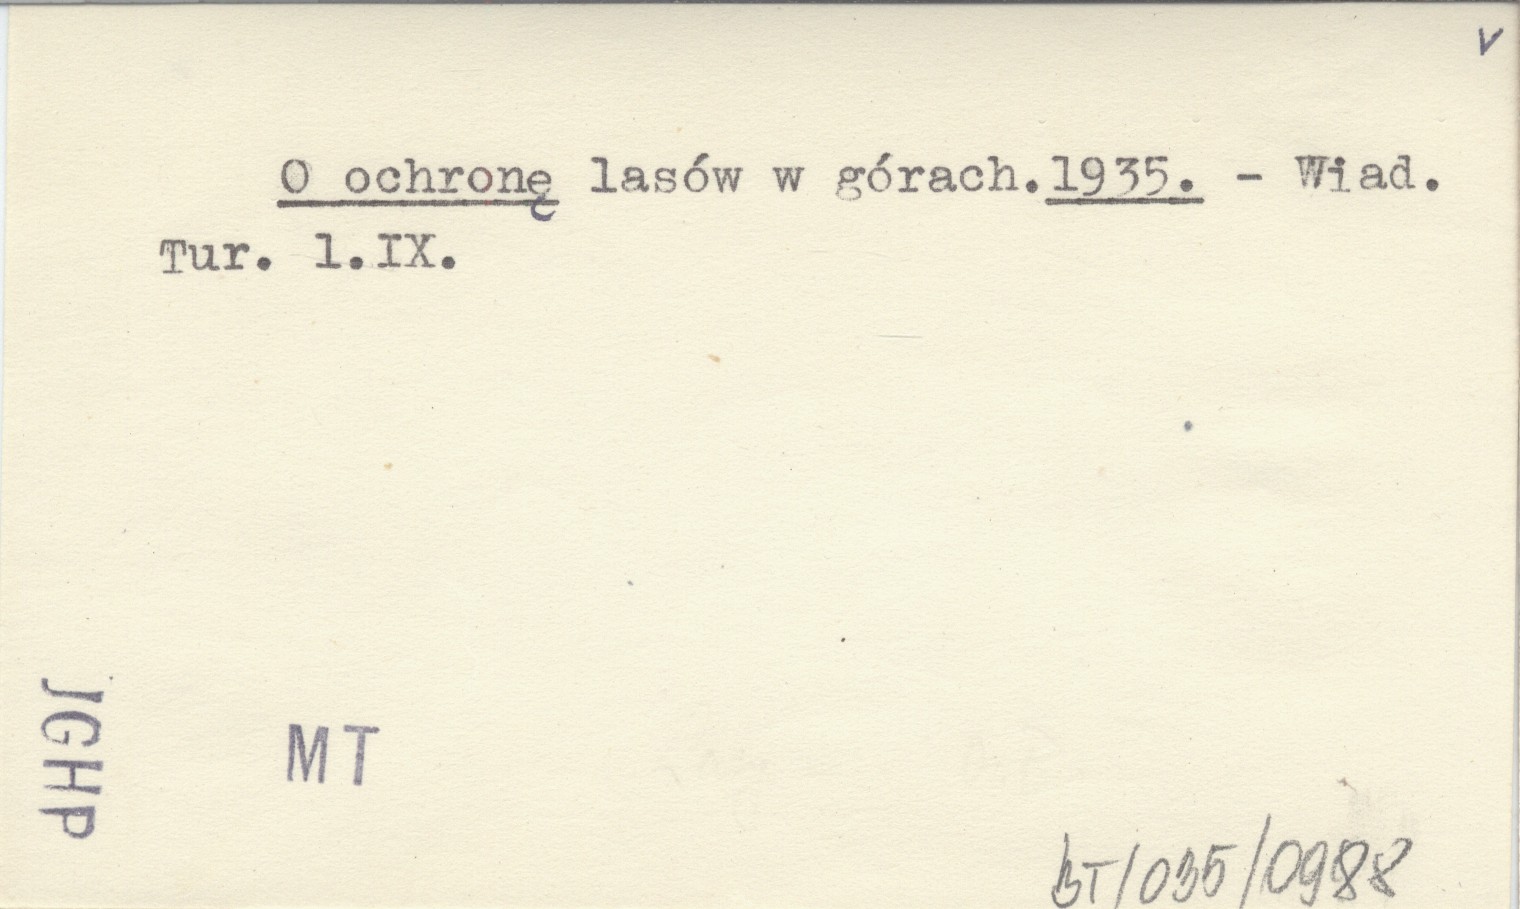 v
O ochronę lasów w górach.1935. - Wiad.
Tur. 1.IX.
JGHP
MT
BT/035/0988